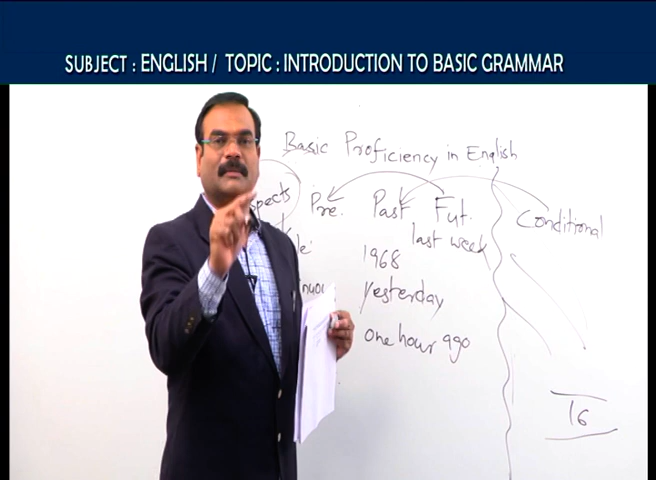 SUBJECT : ENGLISH / TOPIC : INTRODUCTION TO BASIC GRAMMAR
Basic Proficiency in English
Pre. Past Fut.
Conditional
last week
1968
yesterday
one hour ago
16